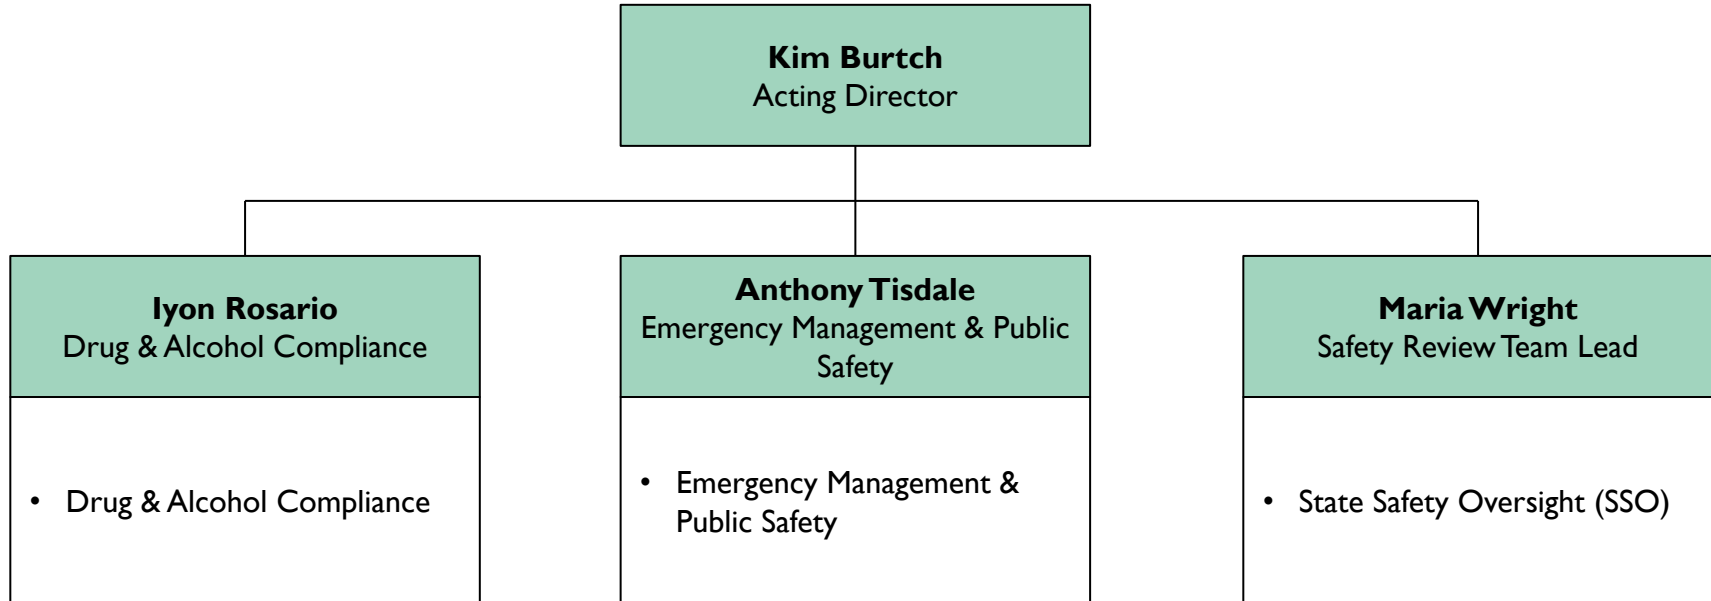 Kim Burtch
Acting Director
Iyon Rosario
Drug & Alcohol Compliance
Anthony Tisdale
Emergency Management & Public
Safety
Maria Wright
Safety Review Team Lead
• Drug & Alcohol Compliance
• Emergency Management &
Public Safety
• State Safety Oversight (SSO)